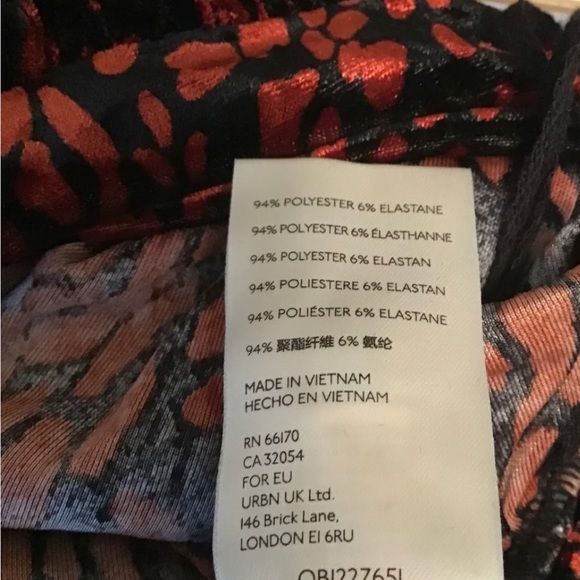 94% POLYESTER 6% ELASTANE
94% POLYESTER 6% ÉLASTHANNE
94% POLYESTER 6% ELASTAN
94% POLIESTERE 6% ELASTAN
94% POLIÉSTER 6% ELASTANE
94% 聚酯纤维 6% 氨纶
MADE IN VIETNAM
HECHO EN VIETNAM
RN 66170
CA 32054
FOR EU
URBN UK Ltd.
146 Brick Lane,
LONDON E1 6RU
OB1227651